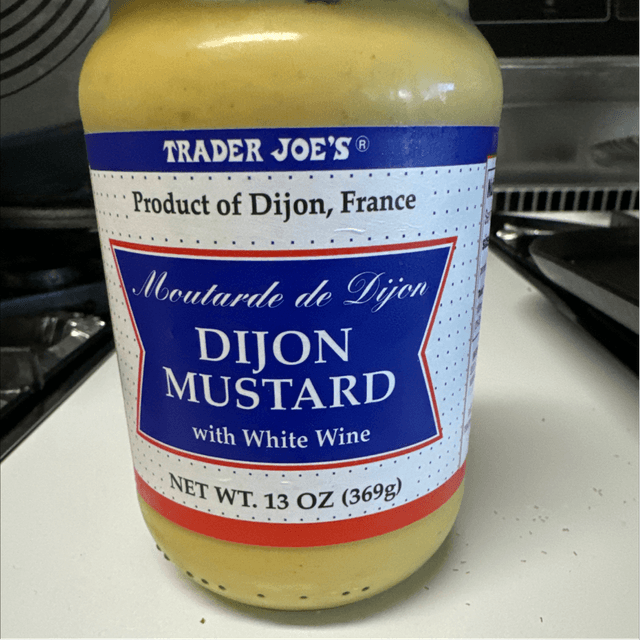 TRADER JOE'S®
Product of Dijon, France
Moutarde de Dijon
DIJON
MUSTARD
with White Wine
NET WT. 13 OZ (369g)